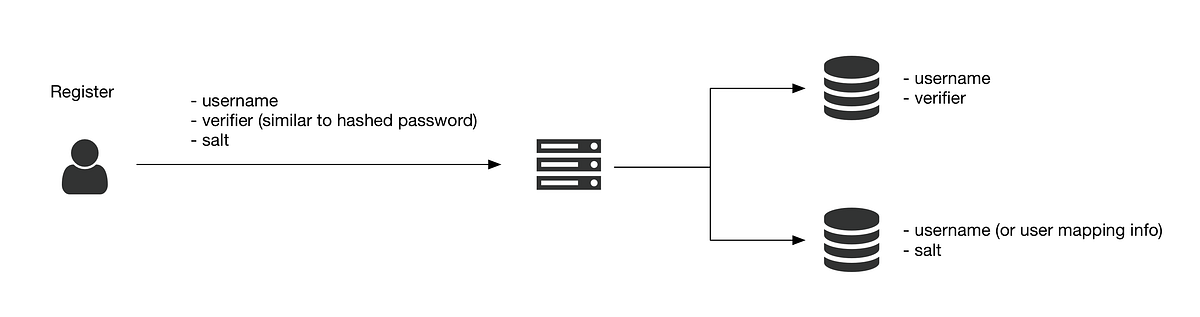 Register
- username
- verifier (similar to hashed password)
- salt
- username
- verifier
- username (or user mapping info)
- salt